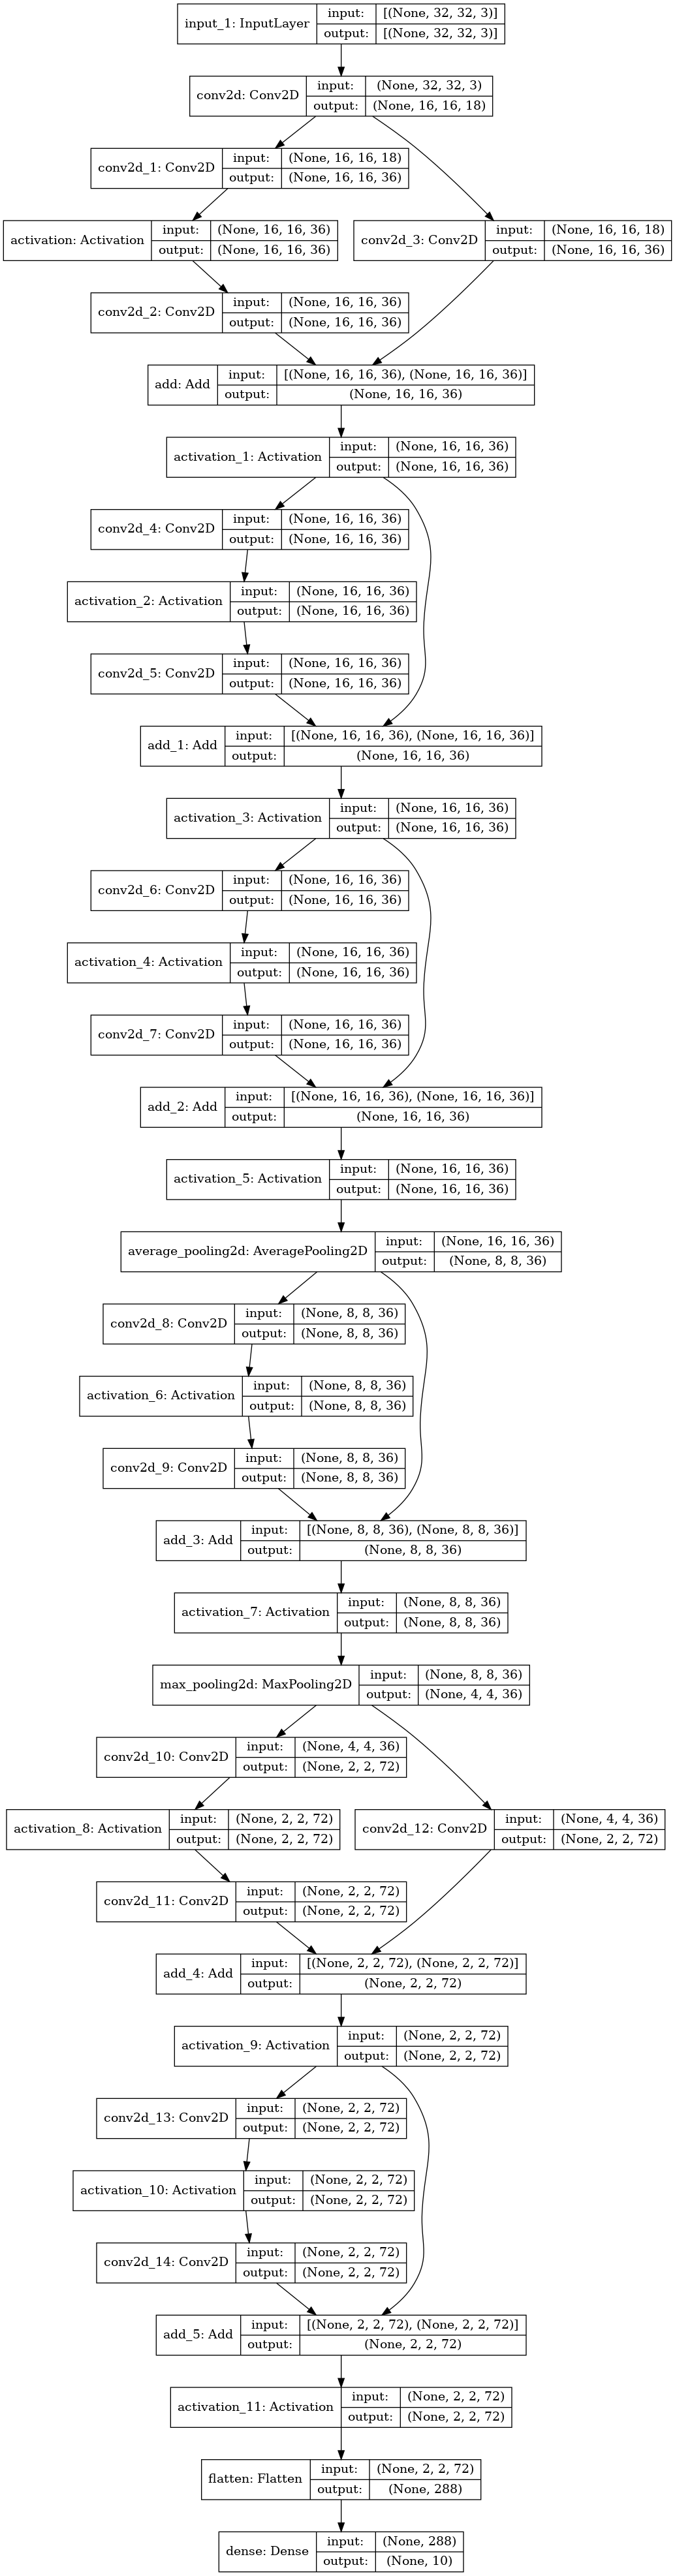 input_1: InputLayer input: [(None, 32, 32, 3)]
output: [(None, 32, 32, 3)]
conv2d: Conv2D input: (None, 32, 32, 3)
output: (None, 16, 16, 18)
conv2d_1: Conv2D input: (None, 16, 16, 18)
output: (None, 16, 16, 36)
activation: Activation input: (None, 16, 16, 36)
output: (None, 16, 16, 36)
conv2d_3: Conv2D input: (None, 16, 16, 18)
output: (None, 16, 16, 36)
conv2d_2: Conv2D input: (None, 16, 16, 36)
output: (None, 16, 16, 36)
add: Add input: [(None, 16, 16, 36), (None, 16, 16, 36)]
output: (None, 16, 16, 36)
activation_1: Activation input: (None, 16, 16, 36)
output: (None, 16, 16, 36)
conv2d_4: Conv2D input: (None, 16, 16, 36)
output: (None, 16, 16, 36)
activation_2: Activation input: (None, 16, 16, 36)
output: (None, 16, 16, 36)
conv2d_5: Conv2D input: (None, 16, 16, 36)
output: (None, 16, 16, 36)
add_1: Add input: [(None, 16, 16, 36), (None, 16, 16, 36)]
output: (None, 16, 16, 36)
activation_3: Activation input: (None, 16, 16, 36)
output: (None, 16, 16, 36)
conv2d_6: Conv2D input: (None, 16, 16, 36)
output: (None, 16, 16, 36)
activation_4: Activation input: (None, 16, 16, 36)
output: (None, 16, 16, 36)
conv2d_7: Conv2D input: (None, 16, 16, 36)
output: (None, 16, 16, 36)
add_2: Add input: [(None, 16, 16, 36), (None, 16, 16, 36)]
output: (None, 16, 16, 36)
activation_5: Activation input: (None, 16, 16, 36)
output: (None, 16, 16, 36)
average_pooling2d: AveragePooling2D input: (None, 16, 16, 36)
output: (None, 8, 8, 36)
conv2d_8: Conv2D input: (None, 8, 8, 36)
output: (None, 8, 8, 36)
activation_6: Activation input: (None, 8, 8, 36)
output: (None, 8, 8, 36)
conv2d_9: Conv2D input: (None, 8, 8, 36)
output: (None, 8, 8, 36)
add_3: Add input: [(None, 8, 8, 36), (None, 8, 8, 36)]
output: (None, 8, 8, 36)
activation_7: Activation input: (None, 8, 8, 36)
output: (None, 8, 8, 36)
max_pooling2d: MaxPooling2D input: (None, 8, 8, 36)
output: (None, 4, 4, 36)
conv2d_10: Conv2D input: (None, 4, 4, 36)
output: (None, 2, 2, 72)
activation_8: Activation input: (None, 2, 2, 72)
output: (None, 2, 2, 72)
conv2d_12: Conv2D input: (None, 4, 4, 36)
output: (None, 2, 2, 72)
conv2d_11: Conv2D input: (None, 2, 2, 72)
output: (None, 2, 2, 72)
add_4: Add input: [(None, 2, 2, 72), (None, 2, 2, 72)]
output: (None, 2, 2, 72)
activation_9: Activation input: (None, 2, 2, 72)
output: (None, 2, 2, 72)
conv2d_13: Conv2D input: (None, 2, 2, 72)
output: (None, 2, 2, 72)
activation_10: Activation input: (None, 2, 2, 72)
output: (None, 2, 2, 72)
conv2d_14: Conv2D input: (None, 2, 2, 72)
output: (None, 2, 2, 72)
add_5: Add input: [(None, 2, 2, 72), (None, 2, 2, 72)]
output: (None, 2, 2, 72)
activation_11: Activation input: (None, 2, 2, 72)
output: (None, 2, 2, 72)
flatten: Flatten input: (None, 2, 2, 72)
output: (None, 288)
dense: Dense input: (None, 288)
output: (None, 10)